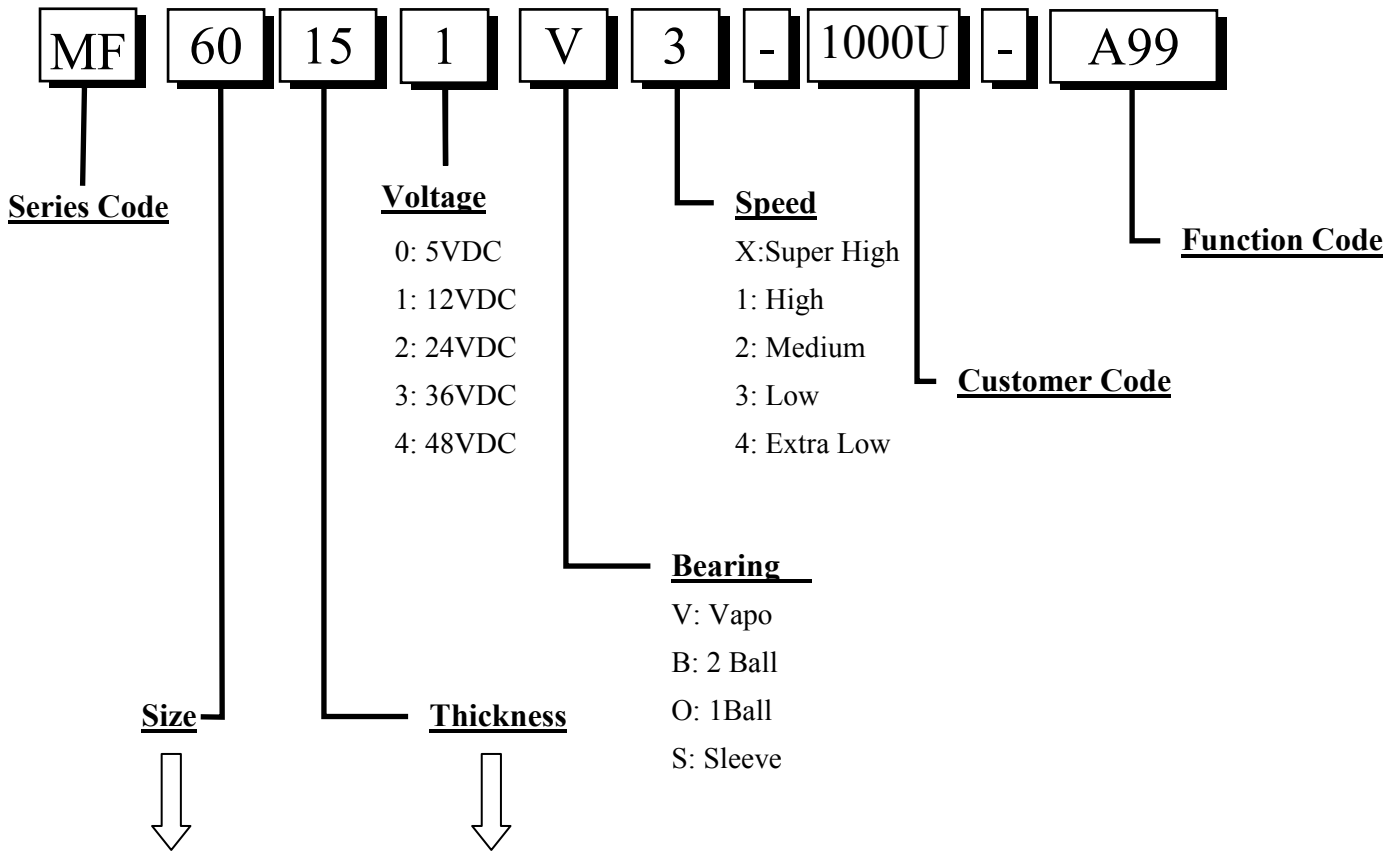 MF 60 15 1 V 3 - 1000U - A99
Series Code
Voltage
0: 5VDC
1: 12VDC
2: 24VDC
3: 36VDC
4: 48VDC
Speed
X:Super High
1: High
2: Medium
3: Low
4: Extra Low
Function Code
Customer Code
Bearing
V: Vapo
B: 2 Ball
O: 1Ball
S: Sleeve
Size
Thickness